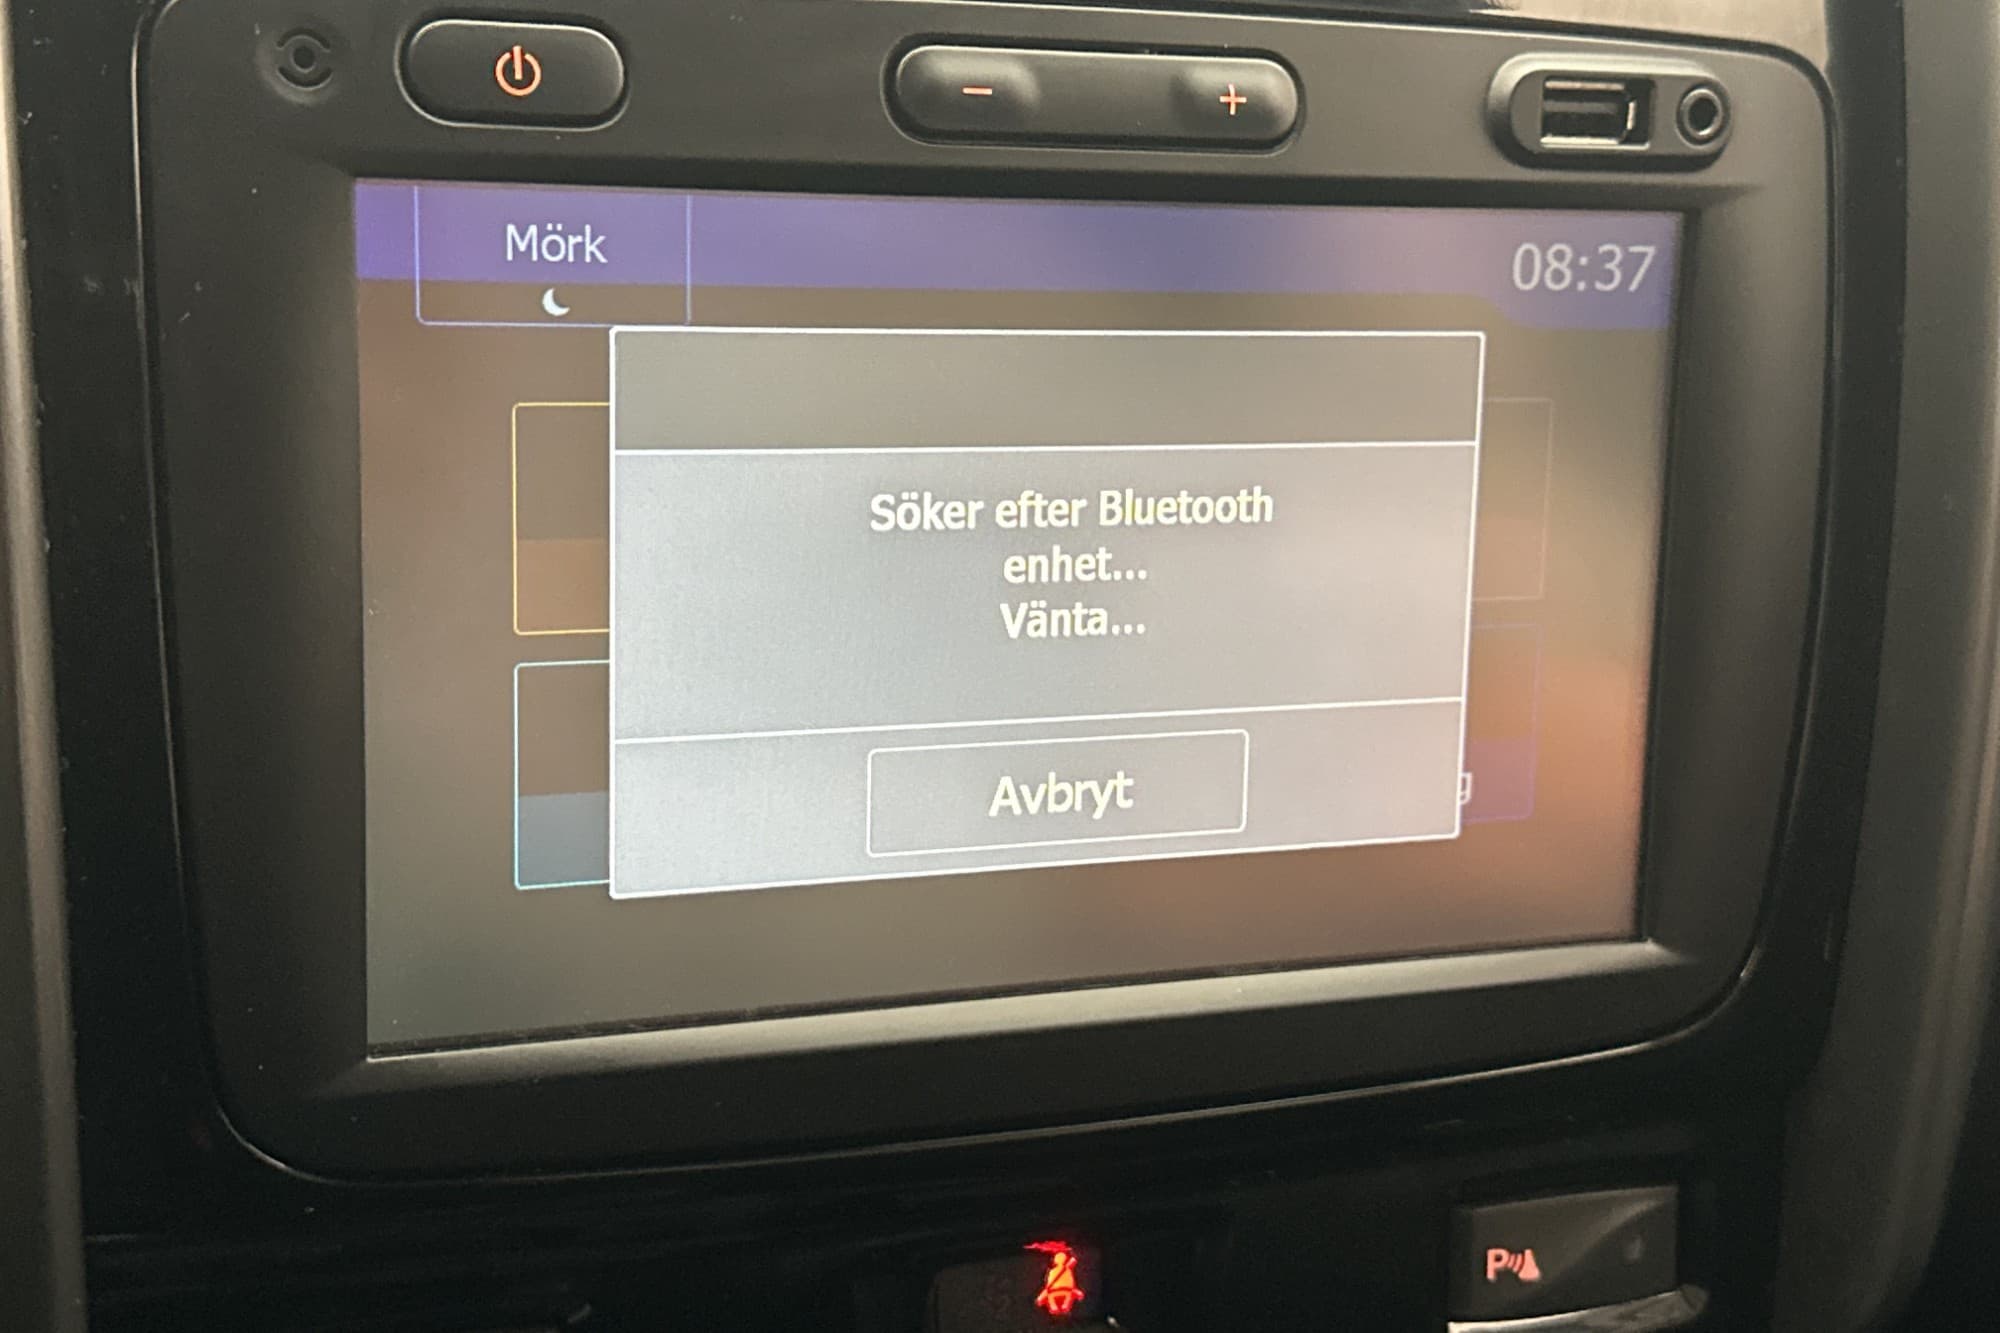 Mörk
08:37
Söker efter Bluetooth
enhet...
Vänta...
Avbryt
g
P